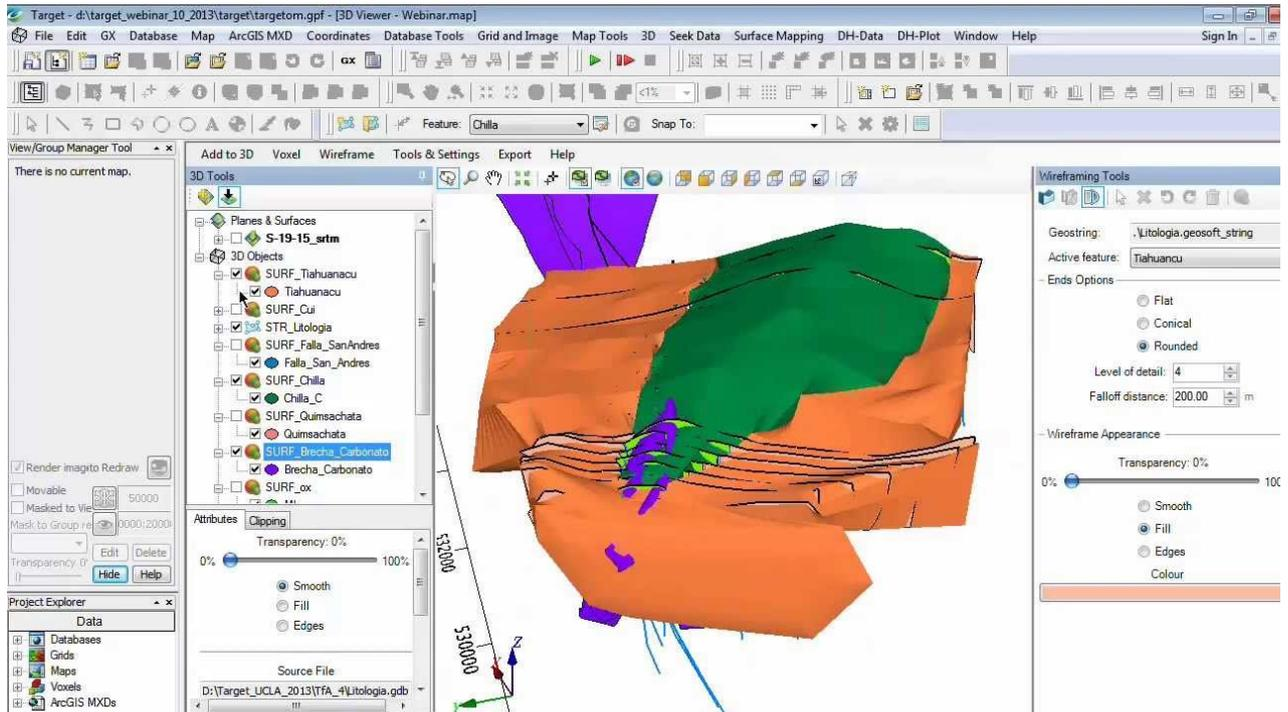 Target - d:\target_webinar_10_2013\target\targetom.gpf - [3D Viewer - Webinar.map]
File Edit GX Database Map ArcGIS MXD Coordinates Database Tools Grid and Image Map Tools 3D Seek Data Surface Mapping DH-Data DH-Plot Window Help Sign In
GX
<1%
Feature: Chilla Snap To:
View/Group Manager Tool
There is no current map.
Render imagito Redraw
Movable
50000
Masked to Vie
Mask to Group re 0000:2000
Edit Delete
Transparency 0'
Hide Help
Project Explorer
Data
Databases
Grids
Maps
Voxels
ArcGIS MXDs
Add to 3D Voxel Wireframe Tools & Settings Export Help
3D Tools
Planes & Surfaces
S-19-15_srtm
3D Objects
SURF_Tiahuanacu
Tiahuanacu
SURF_Cui
STR_Litologia
SURF_Falla_SanAndres
Falla_San_Andres
SURF_Chilla
Chilla_C
SURF_Quimsachata
Quimsachata
SURF_Brecha_Carbonato
Brecha_Carbonato
SURF_ox
Attributes Clipping
Transparency: 0%
0% 100%
Smooth
Fill
Edges
Source File
D:\Target_UCLA_2013\TfA_4\Litologia.gdb
532000
530000
Z
Wireframing Tools
Geostring: .\Litologia.geosoft_string
Active feature: Tiahuancu
Ends Options
Flat
Conical
Rounded
Level of detail: 4
Falloff distance: 200.00 m
Wireframe Appearance
Transparency: 0%
0% 100
Smooth
Fill
Edges
Colour